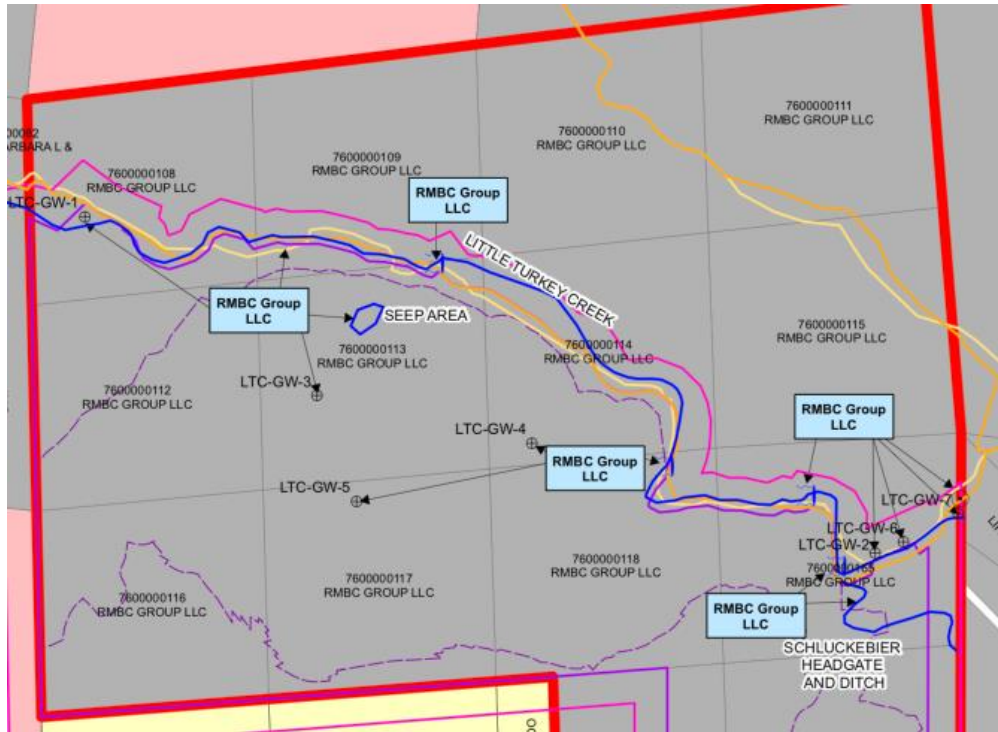 7600000111
RMBC GROUP LLC
7600000110
RMBC GROUP LLC
7600000109
RMBC GROUP LLC
7600000108
RMBC GROUP LLC
ARBARA L &
LTC-GW-1
RMBC Group
LLC
LITTLE TURKEY CREEK
RMBC Group
LLC
SEEP AREA
7600000113
RMBC GROUP LLC
7600000114
RMBC GROUP LLC
7600000115
RMBC GROUP LLC
7600000112
RMBC GROUP LLC
LTC-GW-3
LTC-GW-4
RMBC Group
LLC
RMBC Group
LLC
LTC-GW-5
LTC-GW-7
LTC-GW-6
LTC-GW-2
RMBC GROUP LLC
7600000118
RMBC GROUP LLC
7600000117
RMBC GROUP LLC
7600000116
RMBC GROUP LLC
RMBC Group
LLC
SCHLUCKEBIER
HEADGATE
AND DITCH